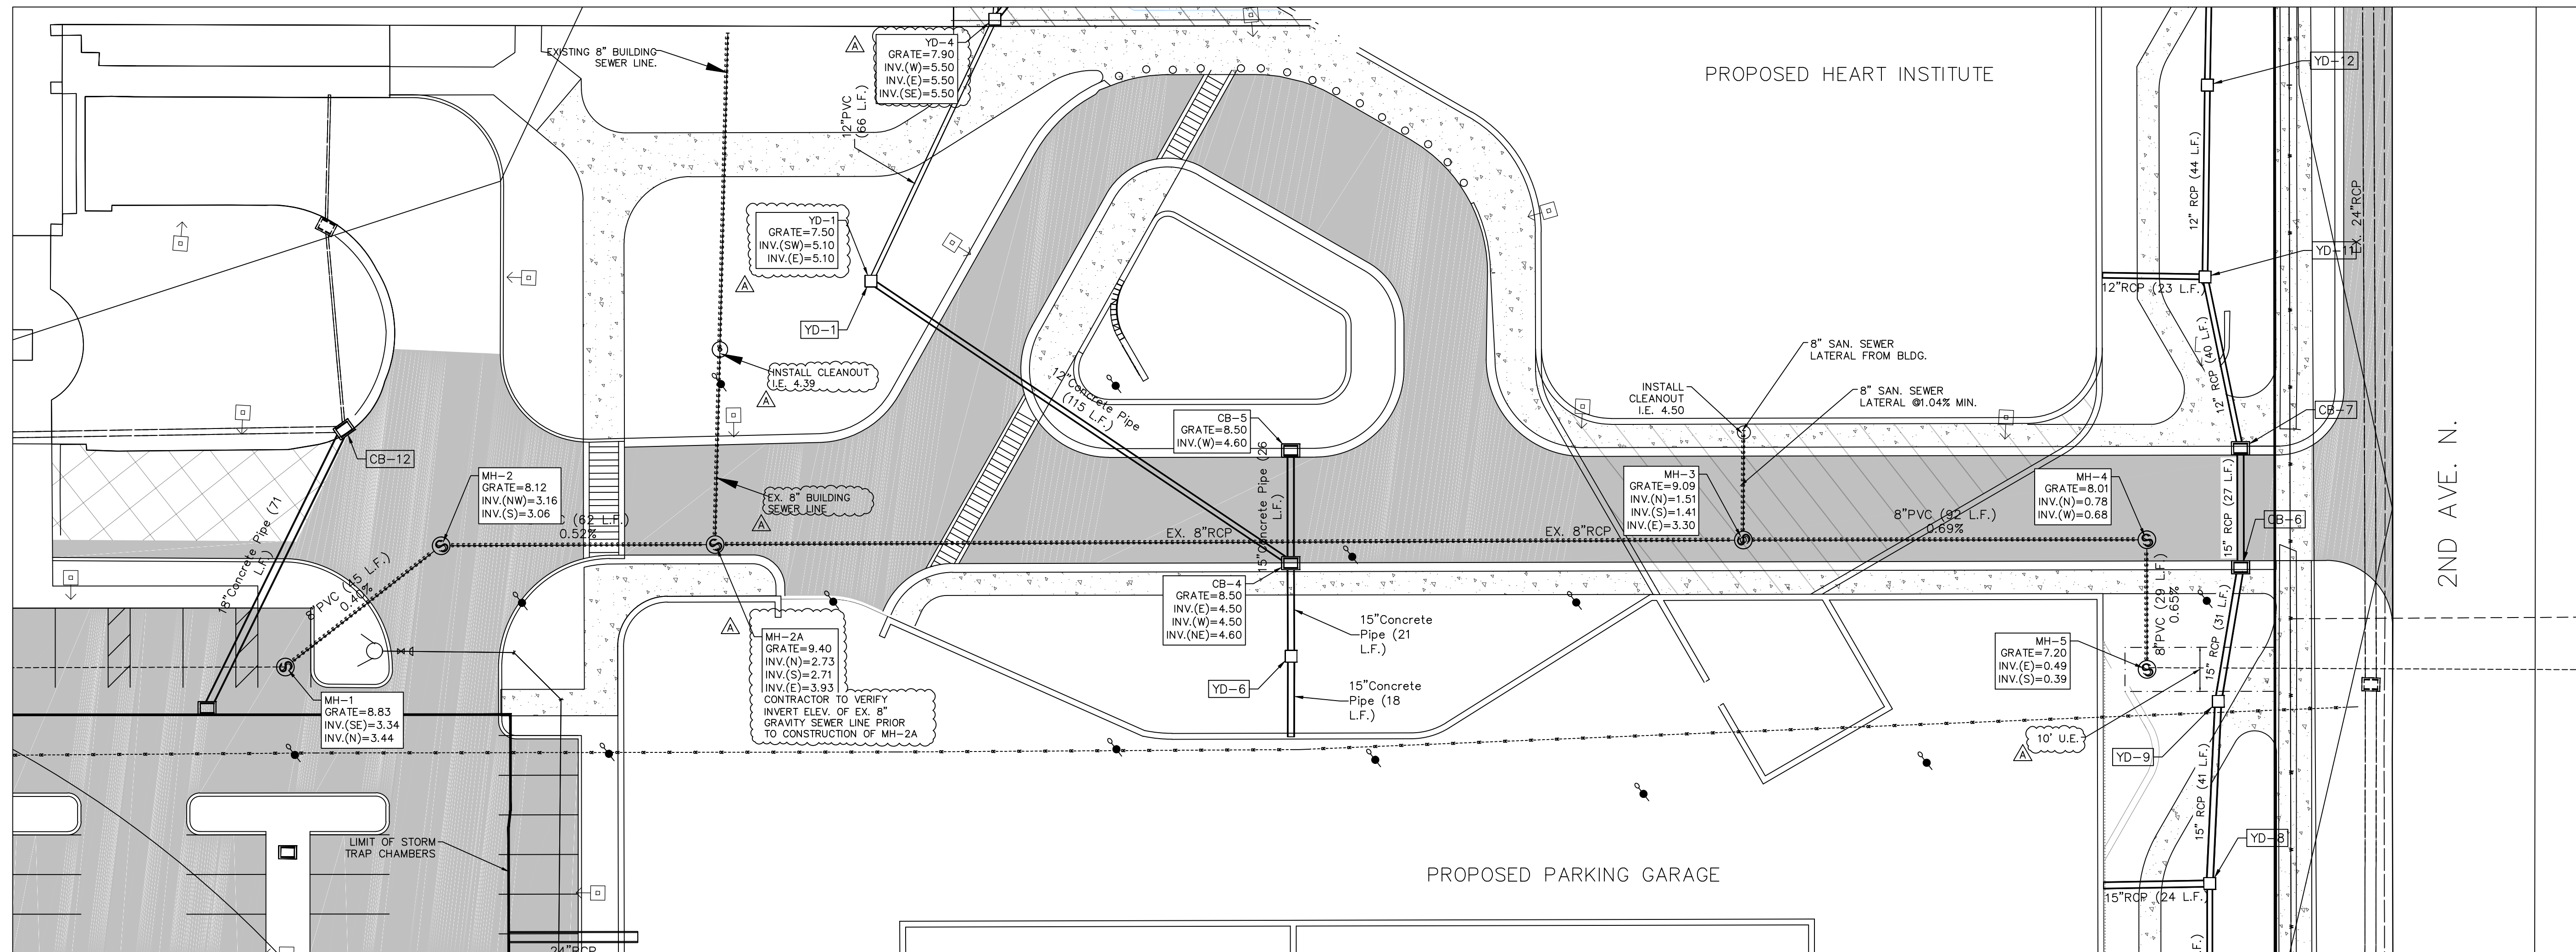 EXISTING 8" BUILDING
SEWER LINE.
A
YD-4
GRATE=7.90
INV.(W)=5.50
INV.(E)=5.50
INV.(SE)=5.50
12"PVC
(66 L.F.)
PROPOSED HEART INSTITUTE
YD-12
12" RCP (44 L.F.)
EX. 24"RCP
YD-1
GRATE=7.50
INV.(SW)=5.10
INV.(E)=5.10
A
YD-1
YD-11
12"RCP (23 L.F.)
12" RCP (40 L.F.)
INSTALL CLEANOUT
I.E. 4.39
A
12"Concrete Pipe
(115 L.F.)
8" SAN. SEWER
LATERAL FROM BLDG.
INSTALL
CLEANOUT
I.E. 4.50
8" SAN. SEWER
LATERAL @1.04% MIN.
CB-5
GRATE=8.50
INV.(W)=4.60
CB-7
CB-12
MH-2
GRATE=8.12
INV.(NW)=3.16
INV.(S)=3.06
C (62 L.F.)
0.52%
EX. 8" BUILDING
SEWER LINE
A
15"Concrete Pipe (26
L.F.)
EX. 8"RCP
EX. 8"RCP
MH-3
GRATE=9.09
INV.(N)=1.51
INV.(S)=1.41
INV.(E)=3.30
8"PVC (92 L.F.)
0.69%
MH-4
GRATE=8.01
INV.(N)=0.78
INV.(W)=0.68
15" RCP (27 L.F.)
CB-6
2ND AVE. N.
18"Concrete Pipe (71
L.F.)
8"PVC (45 L.F.)
0.40%
S
S
S
S
S
S
CB-4
GRATE=8.50
INV.(E)=4.50
INV.(W)=4.50
INV.(NE)=4.60
8"PVC (29 L.F.)
0.65%
15" RCP (31 L.F.)
A
MH-2A
GRATE=9.40
INV.(N)=2.73
INV.(S)=2.71
INV.(E)=3.93
CONTRACTOR TO VERIFY
INVERT ELEV. OF EX. 8"
GRAVITY SEWER LINE PRIOR
TO CONSTRUCTION OF MH-2A
15"Concrete
Pipe (21
L.F.)
MH-5
GRATE=7.20
INV.(E)=0.49
INV.(S)=0.39
YD-6
15"Concrete
Pipe (18
L.F.)
MH-1
GRATE=8.83
INV.(SE)=3.34
INV.(N)=3.44
10' U.E.
A
YD-9
15" RCP (41 L.F.)
LIMIT OF STORM
TRAP CHAMBERS
YD-8
PROPOSED PARKING GARAGE
15"RCP (24 L.F.)
24"RCP